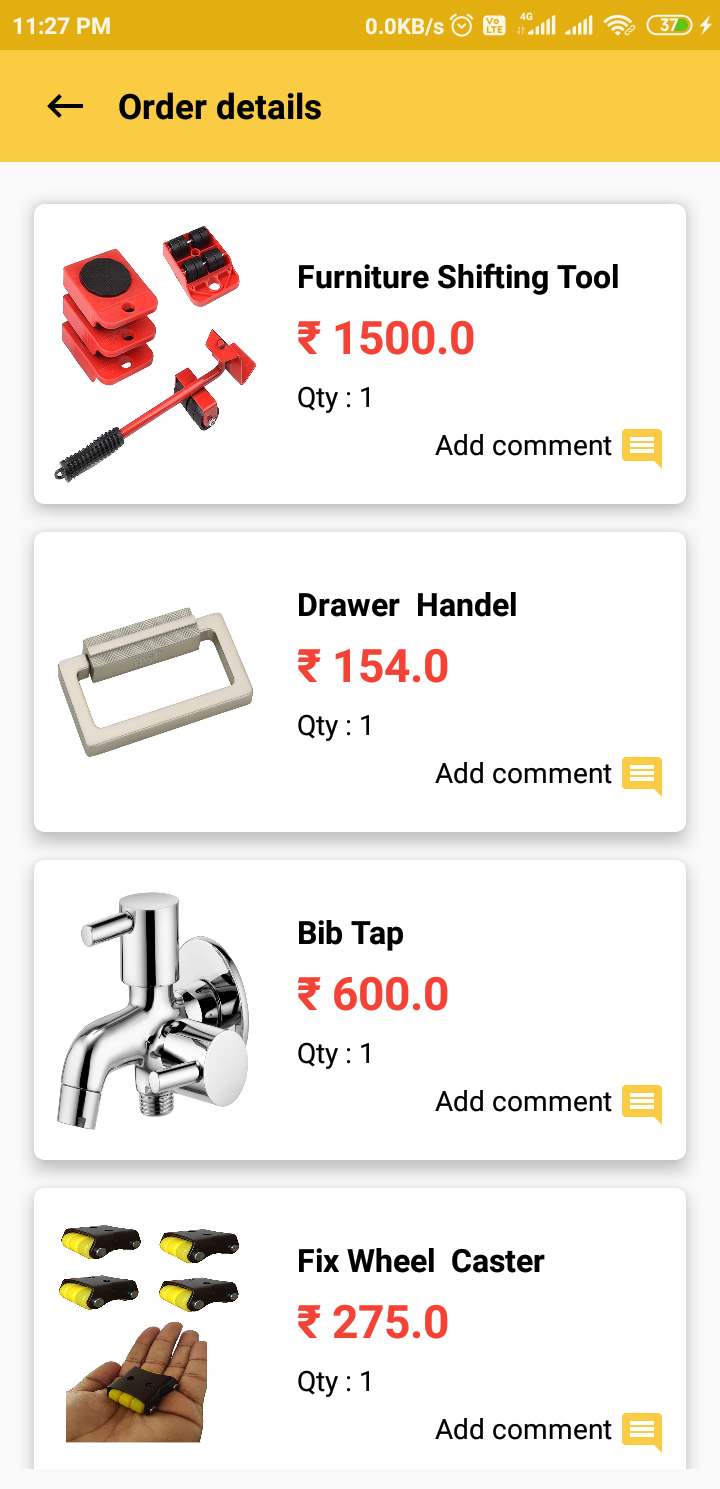 11:27 PM 0.0KB/s Vo LTE 4G 37
Order details
Furniture Shifting Tool
₹ 1500.0
Qty : 1
Add comment
Drawer  Handel
₹ 154.0
Qty : 1
Add comment
Bib Tap
₹ 600.0
Qty : 1
Add comment
Fix Wheel  Caster
₹ 275.0
Qty : 1
Add comment